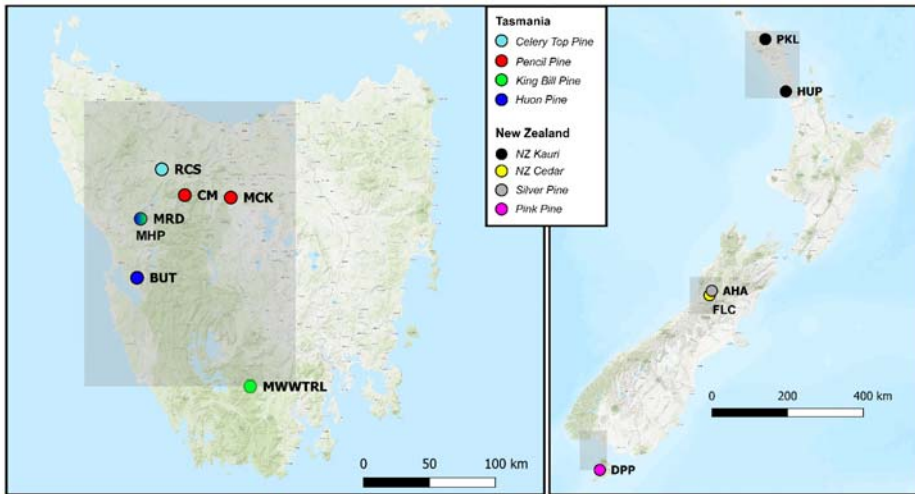 Tasmania
Celery Top Pine
Pencil Pine
King Bill Pine
Huon Pine
New Zealand
NZ Kauri
NZ Cedar
Silver Pine
Pink Pine
RCS
CM
MCK
MRD
MHP
BUT
MWWTRL
0 50 100 km
PKL
HUP
AHA
FLC
0 200 400 km
DPP